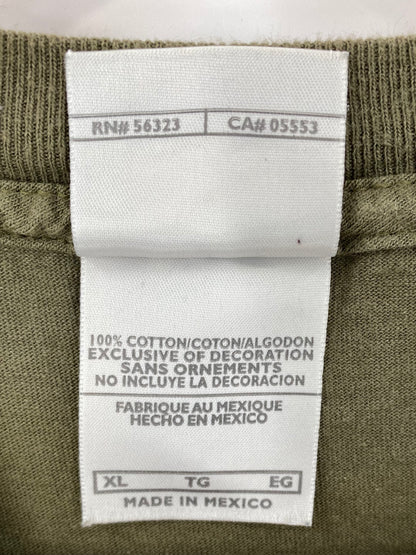 RN# 56323 CA# 05553
100% COTTON/COTON/ALGODON
EXCLUSIVE OF DECORATION
SANS ORNEMENTS
NO INCLUYE LA DECORACION
FABRIQUE AU MEXIQUE
HECHO EN MEXICO
XL TG EG
MADE IN MEXICO